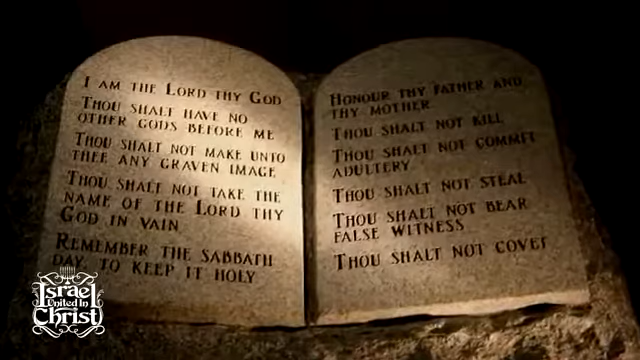 I AM THE LORD THY GOD
THOU SHALT HAVE NO
OTHER GODS BEFORE ME
THOU SHALT NOT MAKE UNTO
THEE ANY GRAVEN IMAGE
THOU SHALT NOT TAKE THE
NAME OF THE LORD THY
GOD IN VAIN
REMEMBER THE SABBATH
DAY, TO KEEP IT HOLY
HONOUR THY FATHER AND
THY MOTHER
THOU SHALT NOT KILL
THOU SHALT NOT COMMIT
ADULTERY
THOU SHALT NOT STEAL
THOU SHALT NOT BEAR
FALSE WITNESS
THOU SHALT NOT COVET
Israel
United In
Christ